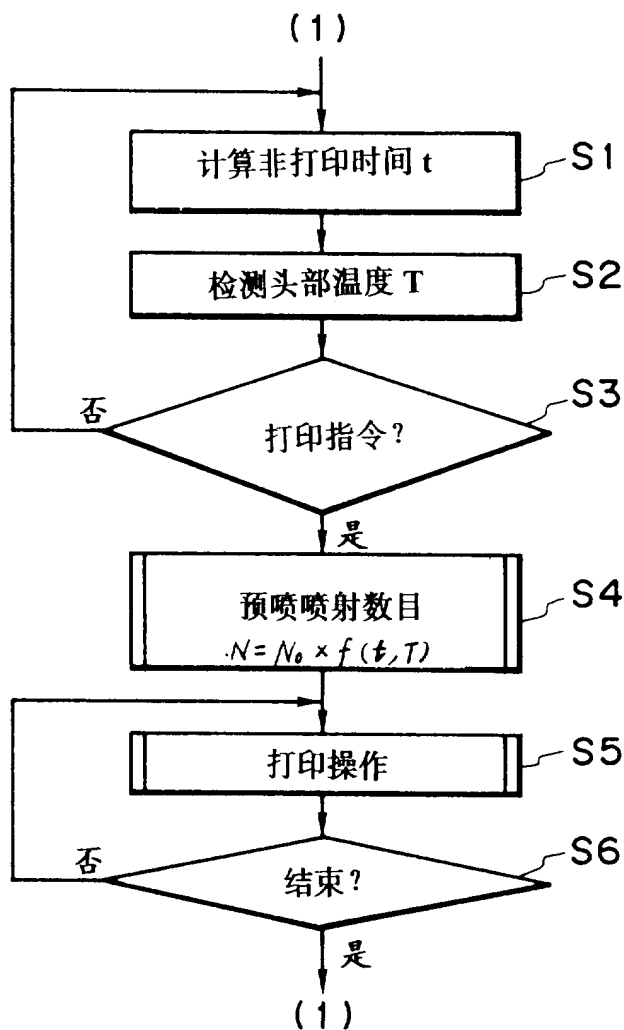 (1)
计算非打印时间 t
S1
检测头部温度 T
S2
打印指令?
S3
否
是
预喷喷射数目
N = N₀ × f(t,T)
S4
打印操作
S5
结束?
S6
否
是
(1)